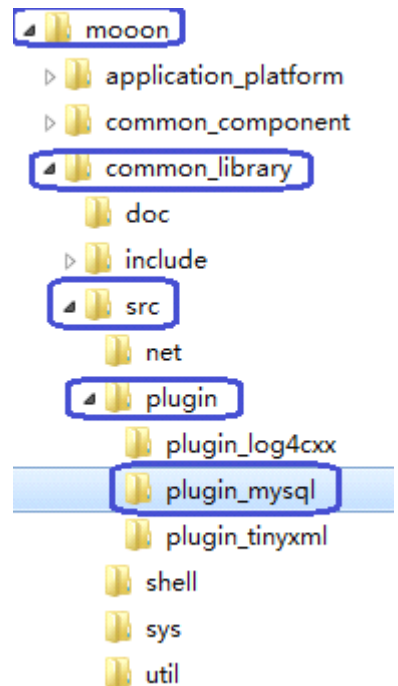 mooon
application_platform
common_component
common_library
doc
include
src
net
plugin
plugin_log4cxx
plugin_mysql
plugin_tinyxml
shell
sys
util